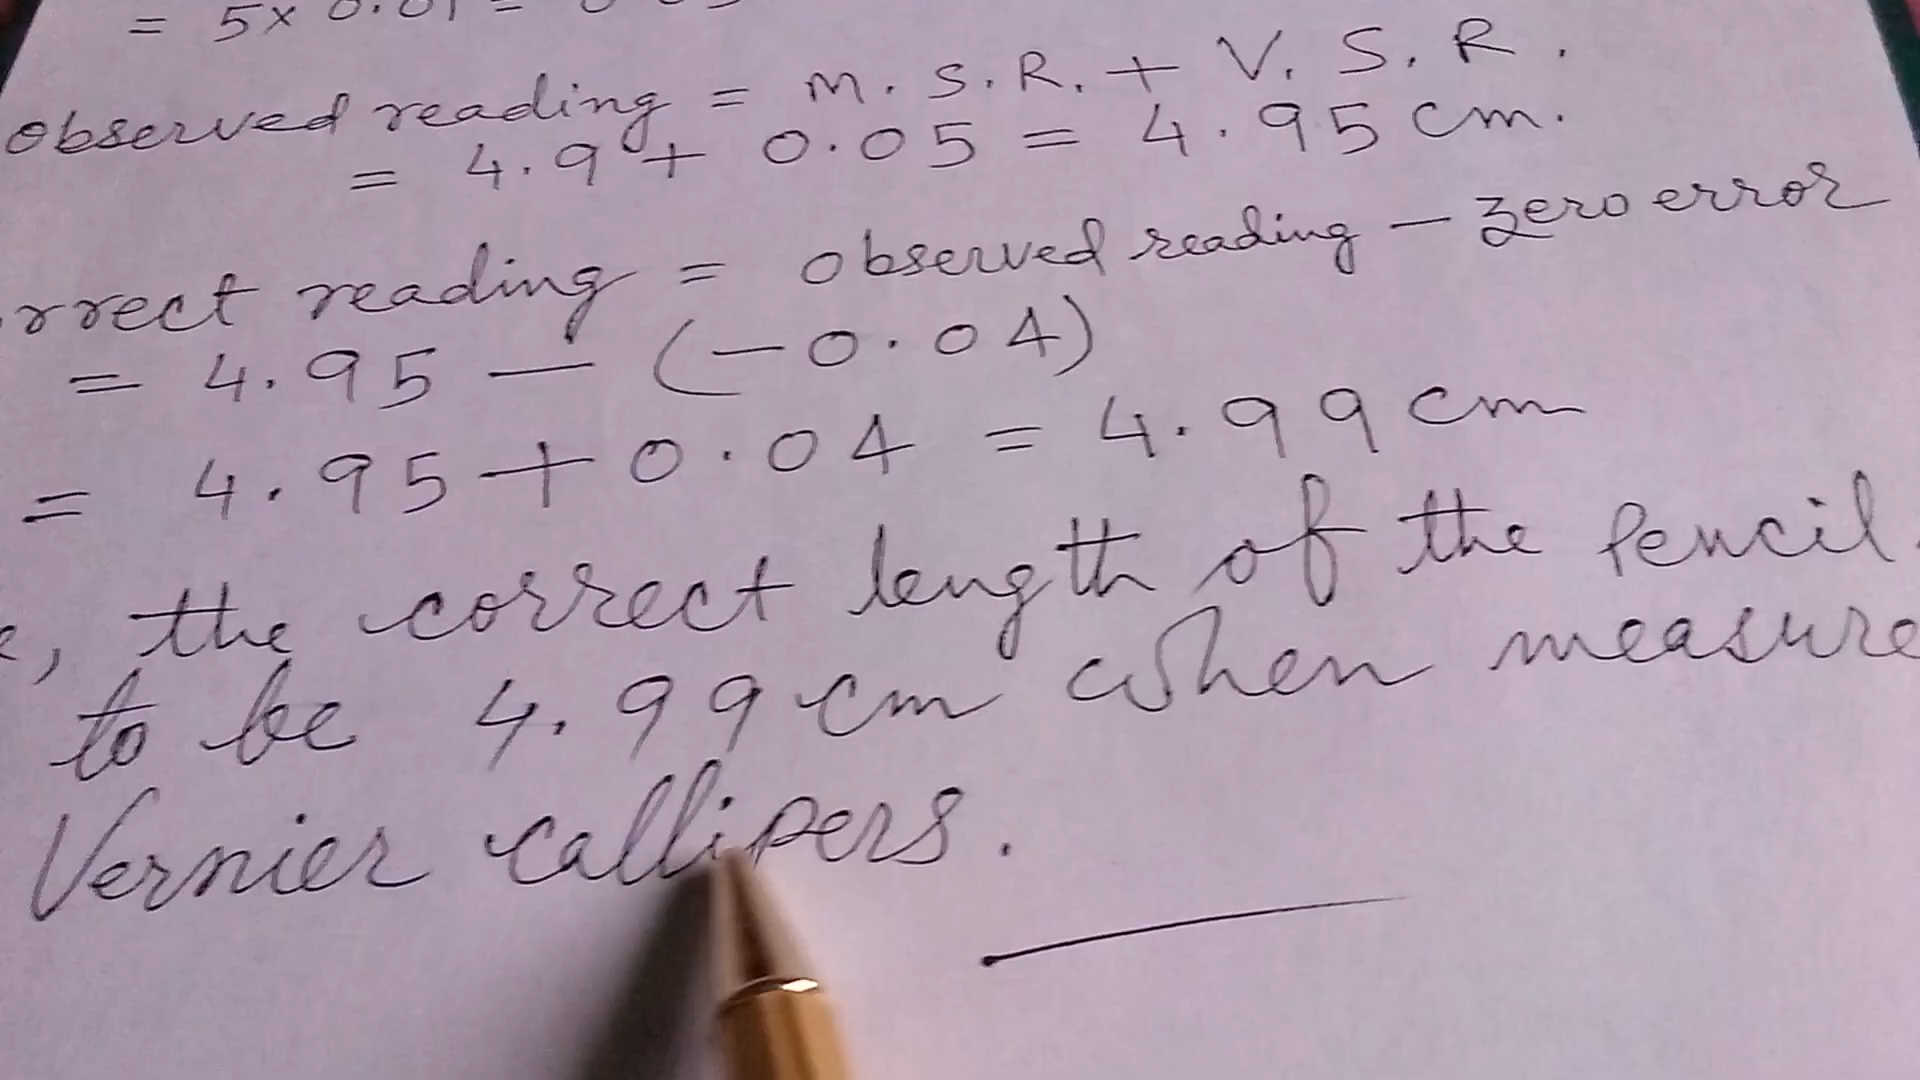 = 5 x 0.01 =
observed reading = M.S.R. + V.S.R.
= 4.9 + 0.05 = 4.95 cm.
rrect reading = observed reading - zero error
= 4.95 - (-0.04)
= 4.95 + 0.04 = 4.99 cm
, the correct length of the pencil
to be 4.99 cm when measure
Vernier callipers.